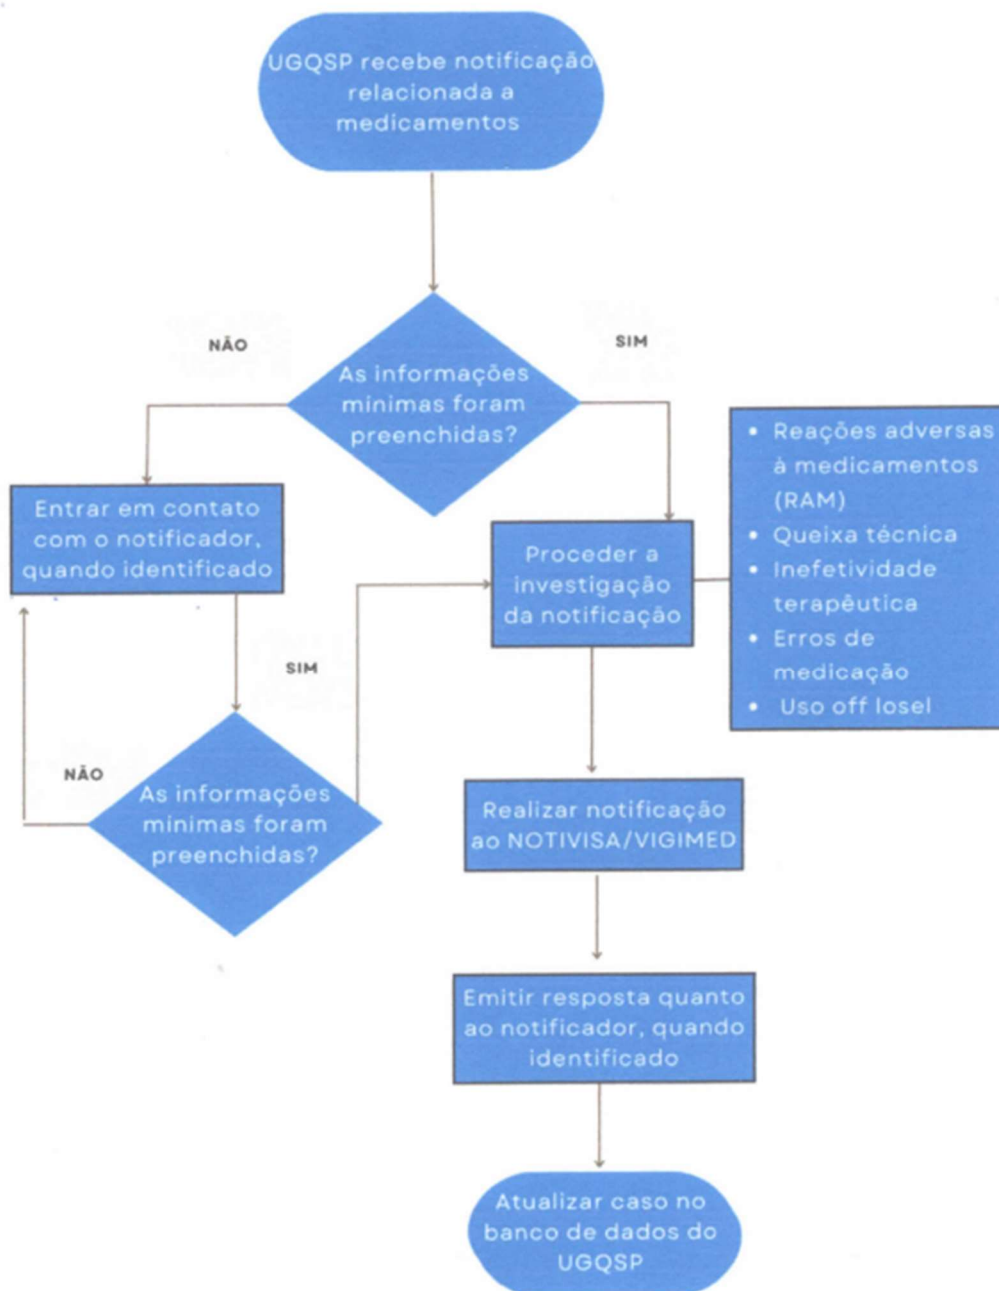 UGQSP recebe notificação
relacionada a
medicamentos
NÃO
SIM
As informações
minimas foram
preenchidas?
• Reações adversas
à medicamentos
(RAM)
• Queixa técnica
• Inefetividade
terapêutica
• Erros de
medicação
• Uso off losel
Entrar em contato
com o notificador,
quando identificado
Proceder a
investigação
da notificação
SIM
NÃO
As informações
minimas foram
preenchidas?
Realizar notificação
ao NOTIVISA/VIGIMED
Emitir resposta quanto
ao notificador, quando
identificado
Atualizar caso no
banco de dados do
UGQSP